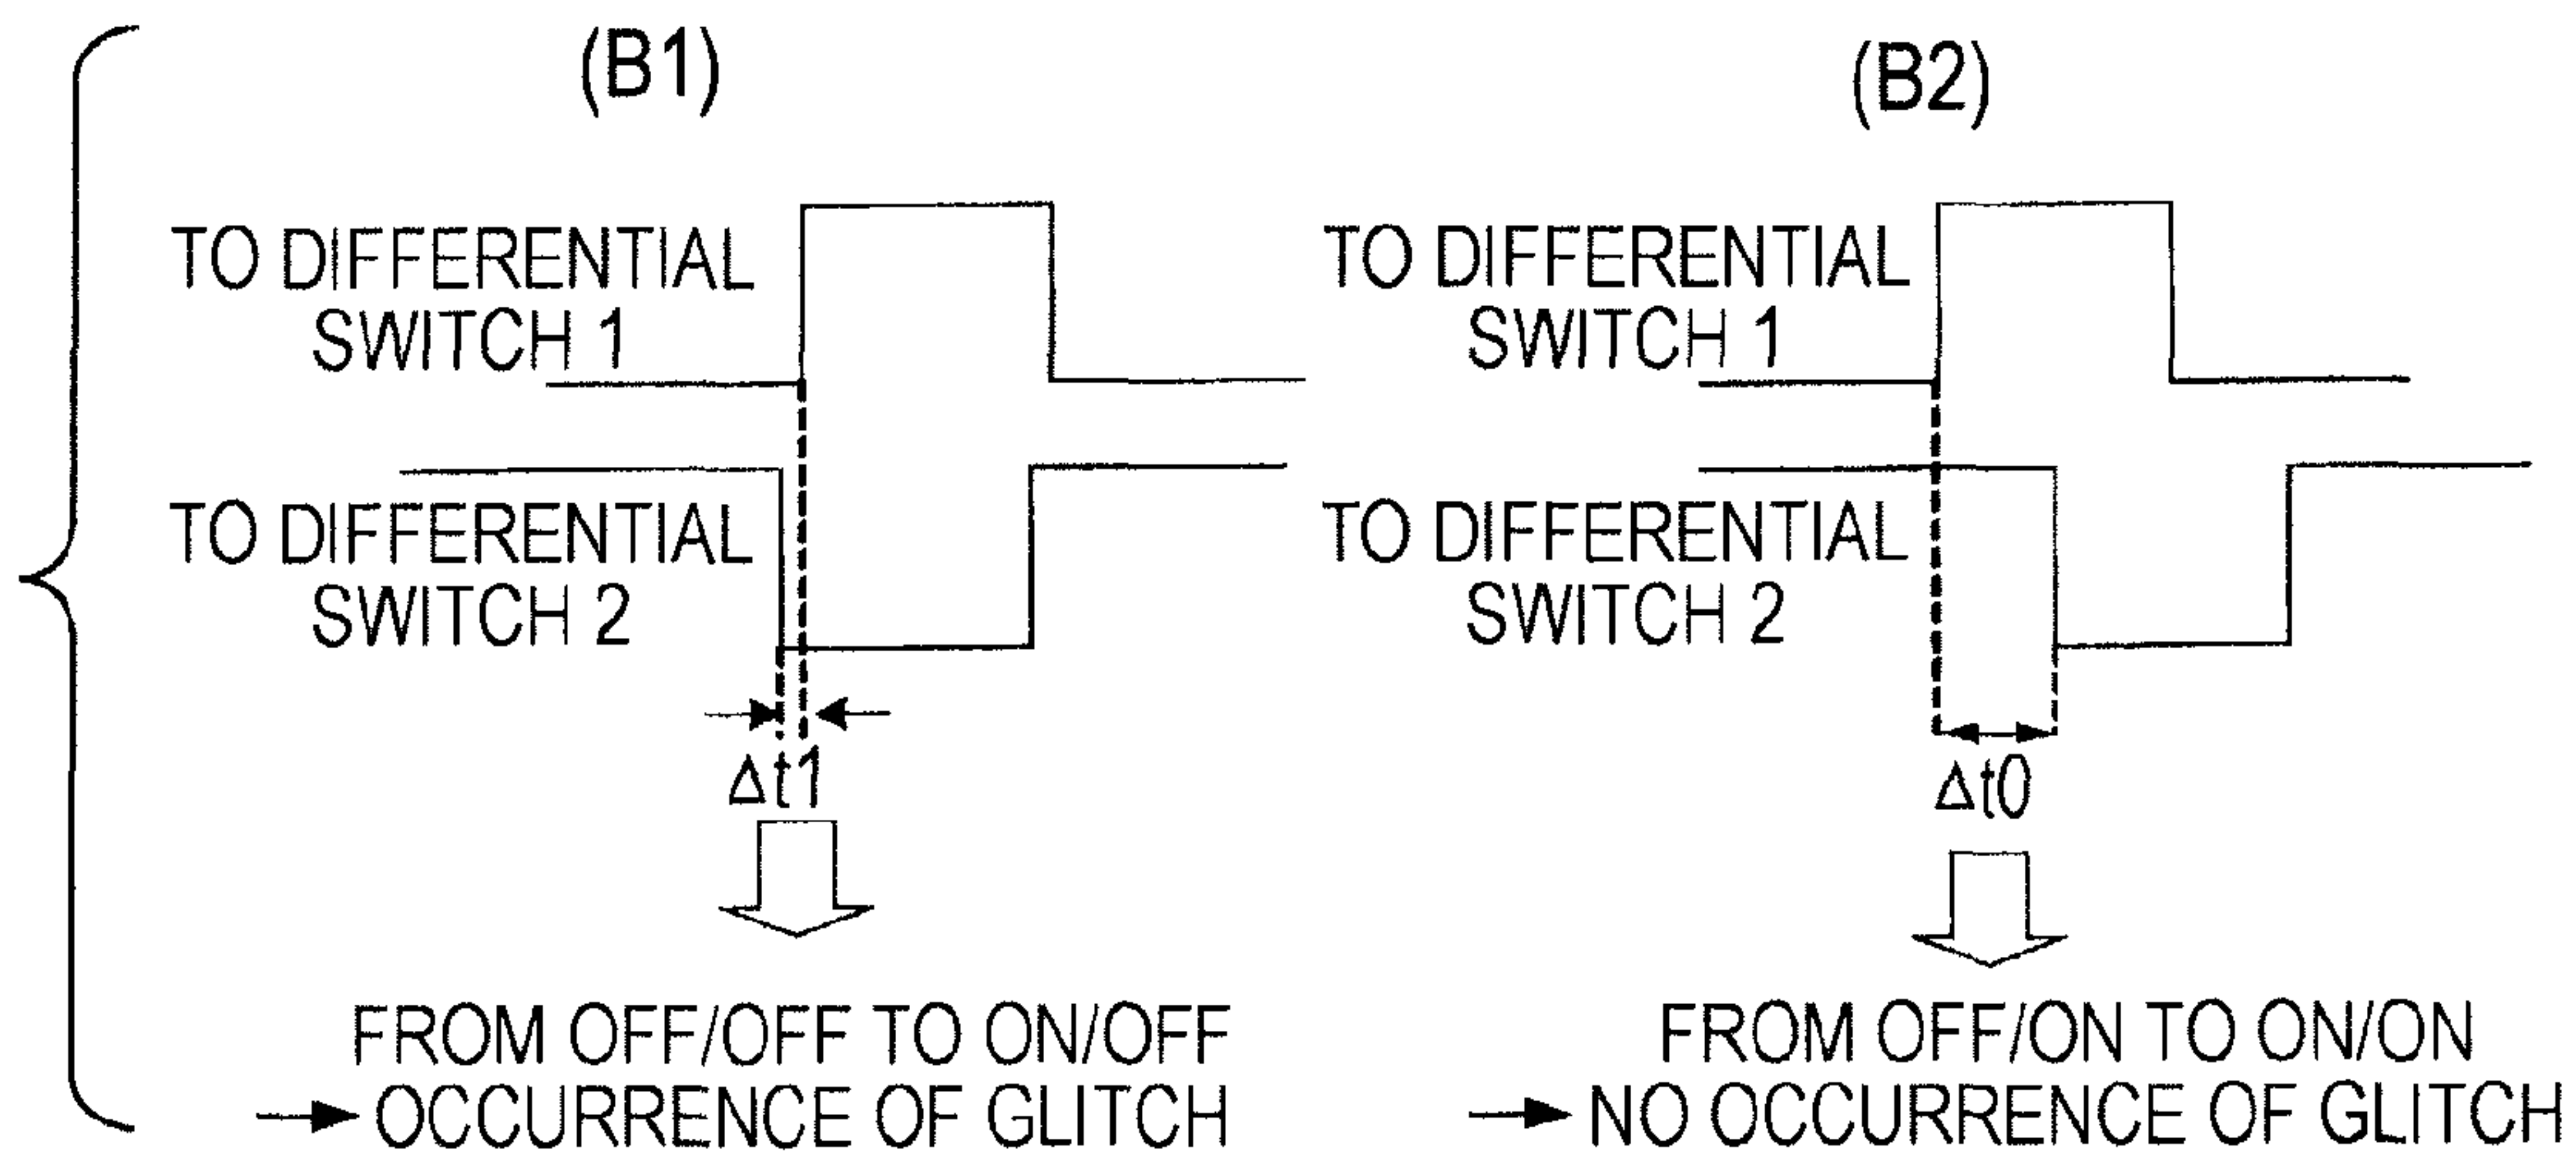 (B1)
TO DIFFERENTIAL
SWITCH 1
TO DIFFERENTIAL
SWITCH 2
Δt1
FROM OFF/OFF TO ON/OFF
→ OCCURRENCE OF GLITCH
(B2)
TO DIFFERENTIAL
SWITCH 1
TO DIFFERENTIAL
SWITCH 2
Δt0
FROM OFF/ON TO ON/ON
→ NO OCCURRENCE OF GLITCH